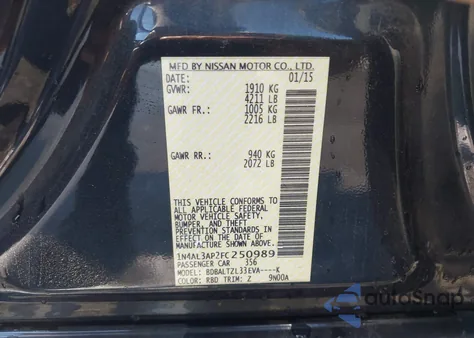 MFD BY NISSAN MOTOR CO., LTD.
DATE: 01/15
GVWR: 1910 KG
4211 LB
GAWR FR: 1005 KG
2216 LB
GAWR RR: 940 KG
2072 LB
THIS VEHICLE CONFORMS TO
ALL APPLICABLE FEDERAL
MOTOR VEHICLE SAFETY,
BUMPER, AND THEFT
PREVENTION STANDARDS IN
EFFECT ON THE DATE OF
MANUFACTURE SHOWN ABOVE.
1N4AL3AP2FC250989
PASSENGER CAR 356
MODEL: BDBALTZL33EVA----K
COLOR: RBD TRIM: Z 9N00A
autosnap